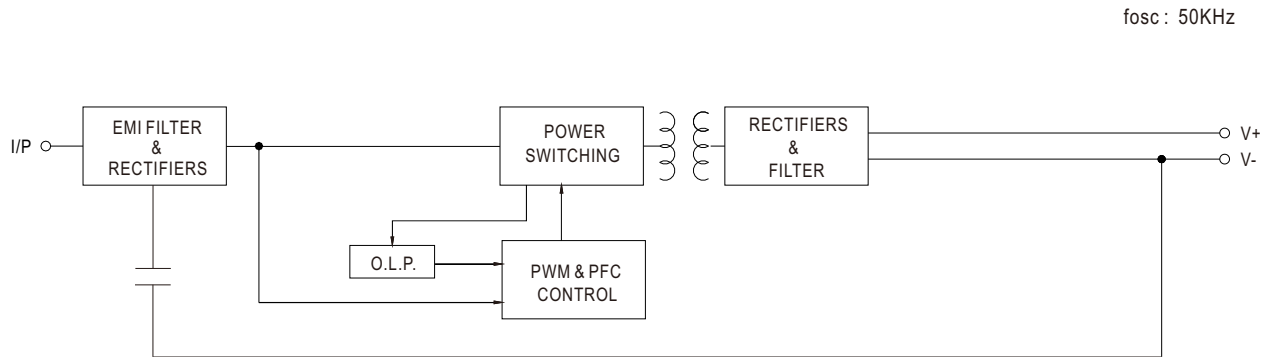 fosc : 50KHz
I/P
EMI FILTER
&
RECTIFIERS
POWER
SWITCHING
RECTIFIERS
&
FILTER
V+
V-
O.L.P.
PWM & PFC
CONTROL